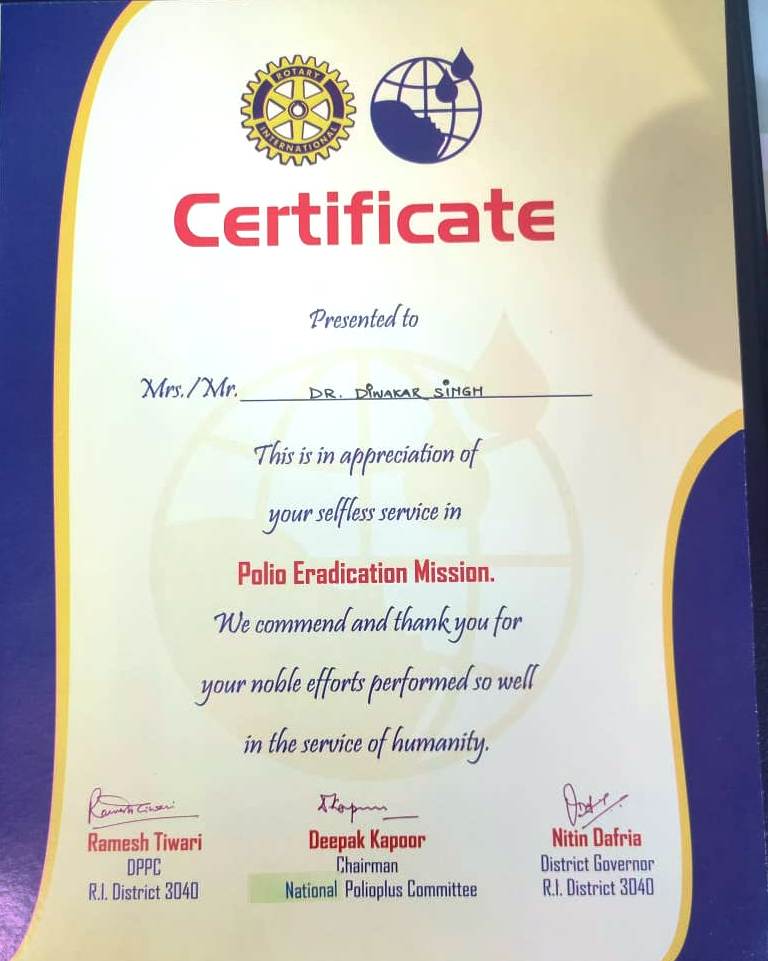 ROTARY
INTERNATIONAL
Certificate
Presented to
Mrs./Mr. DR. DIWAKAR SINGH
This is in appreciation of
your selfless service in
Polio Eradication Mission.
We commend and thank you for
your noble efforts performed so well
in the service of humanity.
Ramesh Tiwari
Ramesh Tiwari
DPPC
R.I. District 3040
Deepak Kapoor
Chairman
National Polioplus Committee
Nitin Dafria
District Governor
R.I. District 3040